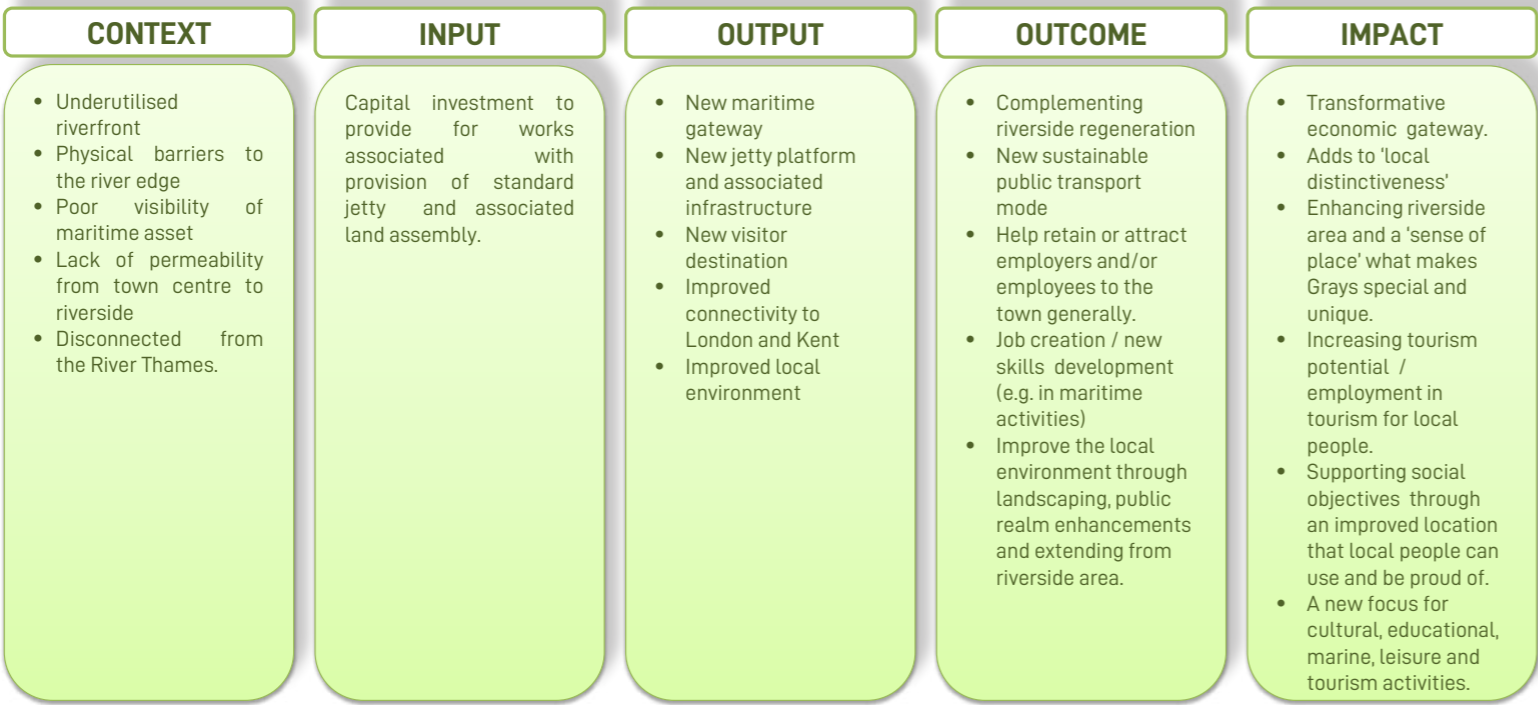 CONTEXT
• Underutilised
riverfront
• Physical barriers to
the river edge
• Poor visibility of
maritime asset
• Lack of permeability
from town centre to
riverside
• Disconnected from
the River Thames.
INPUT
Capital investment to
provide for works
associated with
provision of standard
jetty and associated
land assembly.
OUTPUT
• New maritime
gateway
• New jetty platform
and associated
infrastructure
• New visitor
destination
• Improved
connectivity to
London and Kent
• Improved local
environment
OUTCOME
• Complementing
riverside regeneration
• New sustainable
public transport
mode
• Help retain or attract
employers and/or
employees to the
town generally.
• Job creation / new
skills development
(e.g. in maritime
activities)
• Improve the local
environment through
landscaping, public
realm enhancements
and extending from
riverside area.
IMPACT
• Transformative
economic gateway.
• Adds to 'local
distinctiveness'
• Enhancing riverside
area and a 'sense of
place' what makes
Grays special and
unique.
• Increasing tourism
potential /
employment in
tourism for local
people.
• Supporting social
objectives through
an improved location
that local people can
use and be proud of.
• A new focus for
cultural, educational,
marine, leisure and
tourism activities.